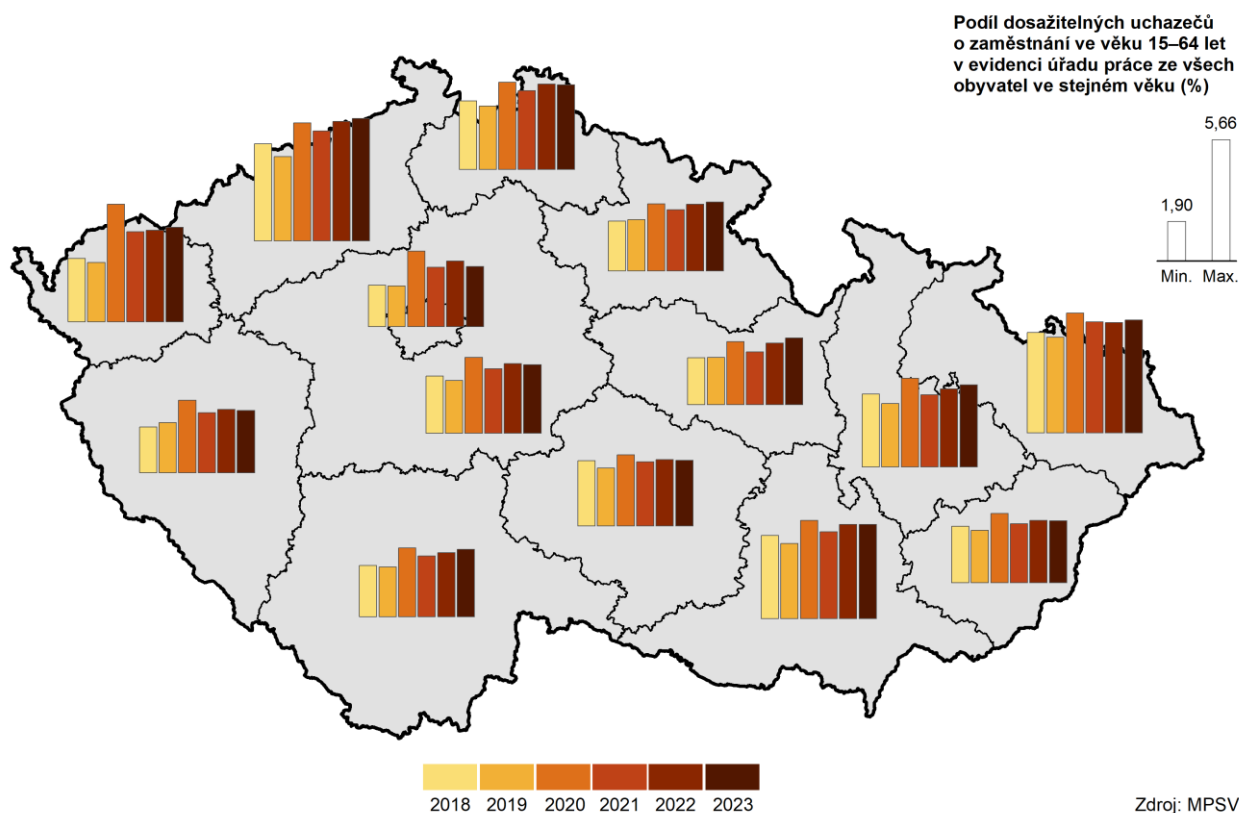 Podíl dosažitelných uchazečů
o zaměstnání ve věku 15–64 let
v evidenci úřadu práce ze všech
obyvatel ve stejném věku (%)
5,66
1,90
Min. Max.
2018 2019 2020 2021 2022 2023
Zdroj: MPSV